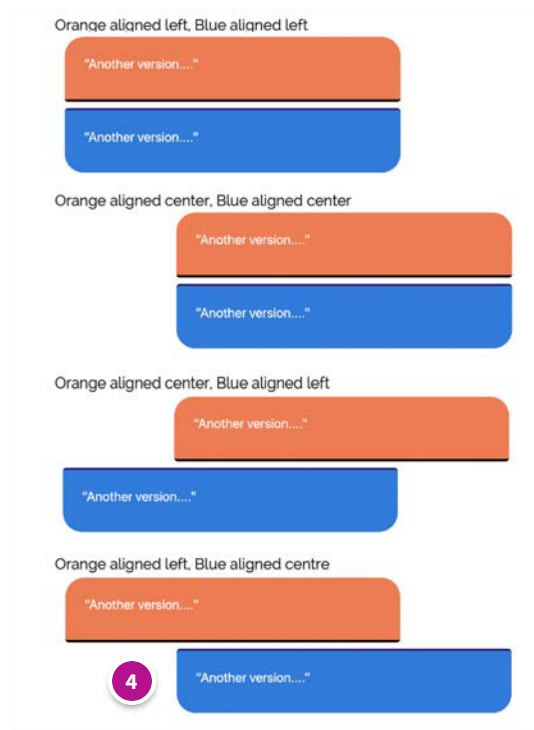 Orange aligned left, Blue aligned left
"Another version...."
"Another version...."
Orange aligned center, Blue aligned center
"Another version...."
"Another version...."
Orange aligned center, Blue aligned left
"Another version...."
"Another version...."
Orange aligned left, Blue aligned centre
"Another version...."
4
"Another version...."